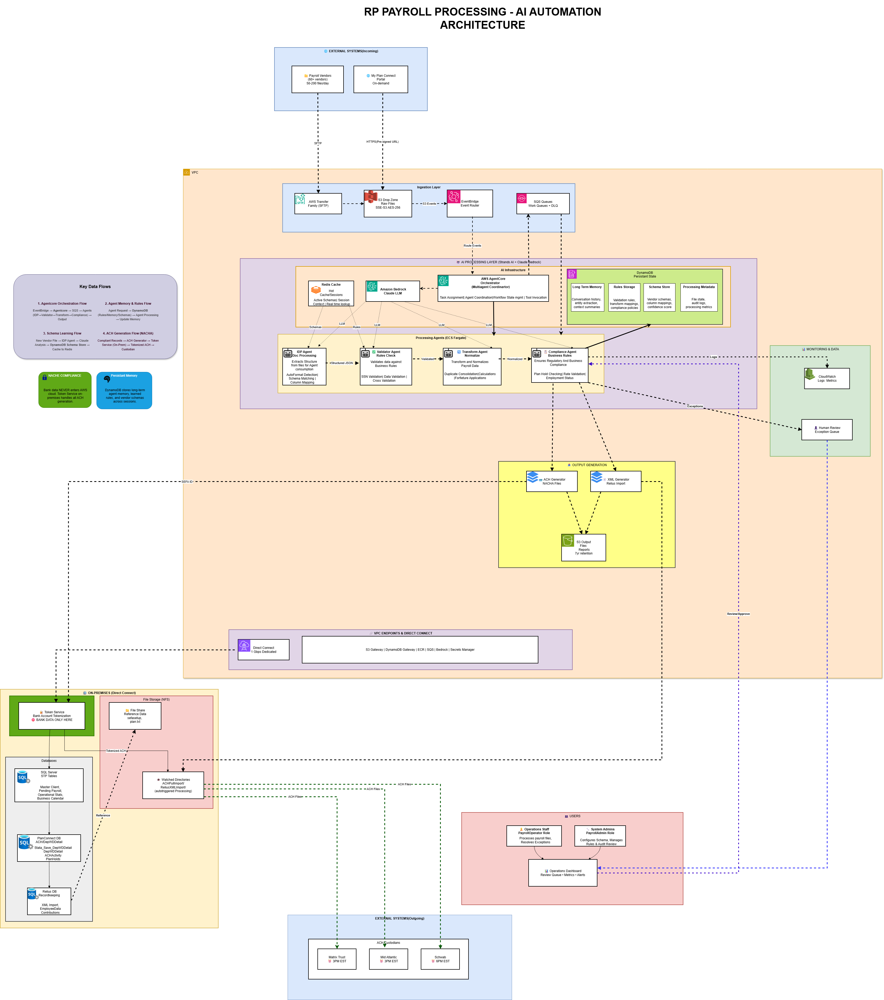 RP PAYROLL PROCESSING - AI AUTOMATION
ARCHITECTURE
EXTERNAL SYSTEMS(Incoming)
Payroll Vendors
(60+ vendors)
50-200 files/day
My Plan Connect
Portal
On-demand
SFTP
HTTPS(Pre-signed URL)
VPC
Ingestion Layer
SFTP
AWS Transfer
Family (SFTP)
S3 Drop Zone
Raw Files
SSE-S3 AES-256
S3 Events
EventBridge
Event Router
SQS Queues
Work Queues + DLQ
Route Events
AI PROCESSING LAYER (Strands AI + Claude Bedrock)
AI Infrastructure
Redis Cache
Hot
Cache/Sessions
Active Schemas| Session
Context | Real time lookup
Amazon Bedrock
Claude LLM
AWS AgentCore
Orchestrator
(Multiagent Coordinartor)
Task Assignment| Agent Coordination|Workflow State mgmt | Tool Invocation
DynamoDB
Persistant State
Long Term Memory
Conversation history,
entity extraction,
context summaries
Rules Storage
Validation rules,
transform mappings,
compliance policies
Schema Store
Vendor schemas,
column mappings,
confidence score
Processing Metadata
File state,
audit logs,
processing metrics
Schemas
LLM
Rules
LLM
LLM
LLM
Processing Agents (ECS Fargate)
IDP Agent
Doc Processing
Extracts Structure
from files for Agent
consumption
AutoFormat Detection|
Schema Matching |
Column Mapping
Structured JSON
Validator Agent
Rules Check
Validates data against
Business Rules
SSN Validation| Data Validation |
Cross Validation
Validated
Transform Agent
Normalize
Transform and Normalizes
Payroll Data
Duplicate Consolidation|Calculations
|Forfieture Applications
Normalized
Compliance Agent
Business Rules
Ensures Regulatory And Business
Compliance
Plan Hold Checking| Rate Validation|
Employment Status
Key Data Flows
1. Agentcore Orchestration Flow
EventBridge → Agentcore → SQS → Agents
(IDP→Validator→Transform→Compliance) →
Output
2. Agent Memory & Rules Flow
Agent Request → DynamoDB
(Rules/Memory/Schemas) → Agent Processing
→ Update Memory
3. Schema Learning Flow
New Vendor File → IDP Agent → Claude
Analysis → DynamoDB Schema Store →
Cache to Redis
4. ACH Generation Flow (NACHA)
Compliant Records → ACH Generator → Token
Service (On-Prem) → Tokenized ACH →
Custodian
NACHE COMPLIANCE
Bank data NEVER enters AWS
cloud. Token Service on-
premises handles all ACH
generation.
Persistant Memory
DynamoDB stores long-term
agent memory, learned
rules, and vendor schemas
across sessions.
MONITORING & DATA
Logs
CloudWatch
Logs Metrics
Exceptions
Human Review
Exception Queue
OUTPUT GENERATION
ACH Generator
NACHA Files
XML Generator
Relius Import
S3 Output
Files
Reports
7yr retention
SEFA ID
Review/Approve
VPC ENDPOINTS & DIRECT CONNECT
Direct Connect
1 Gbps Dedicated
S3 Gateway | DynamoDB Gateway | ECR | SQS | Bedrock | Secrets Manager
ON-PREMISES (Direct Connect)
Token Service
Bank Account Tokenization
BANK DATA ONLY HERE
File Storage (NFS)
File Share
Reference Data
sefasetup,
plan.txt
Tokenized ACH
Databases
SQL
SQL Server
STP Tables
Master Client,
Pending Payroll,
Operational Stats,
Business Calendar
Watched Directories
ACHPullImport/
ReliusXMLImport/
(autotriggered Processing)
ACH Files
ACH Files
ACH Files
Reference
SQL
PlanConnect DB
ACH/DepWDDetail
Stata_Save_DepWDDetail
DepWDDetail
ACHActivity
PlanHolds
SQL
Relius DB
Recordkeeping
XML Import,
EmployeeData
Contributions
USERS
Operations Staff
PayrollOperator Role
Processes payroll files,
Resolves Exceptions
System Admins
PayrollAdmin Role
Configures Schema, Manages
Rules & Audit Review
Operations Dashboard
Review Queue • Metrics • Alerts
EXTERNAL SYSTEMS(Outgoing)
ACH Custodians
Matrix Trust
3PM EST
Mid Atlantic
3PM EST
Schwab
6PM EST